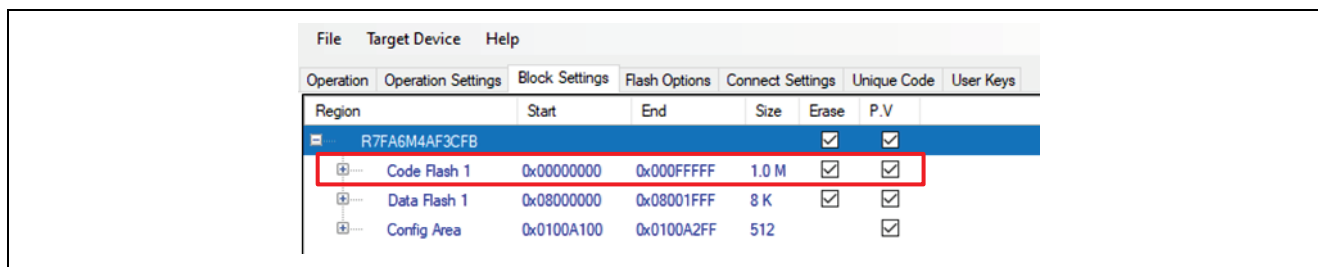 File Target Device Help
Operation Operation Settings Block Settings Flash Options Connect Settings Unique Code User Keys
Region Start End Size Erase P.V
R7FA6M4AF3CFB
Code Flash 1 0x00000000 0x000FFFFF 1.0 M
Data Flash 1 0x08000000 0x08001FFF 8 K
Config Area 0x0100A100 0x0100A2FF 512